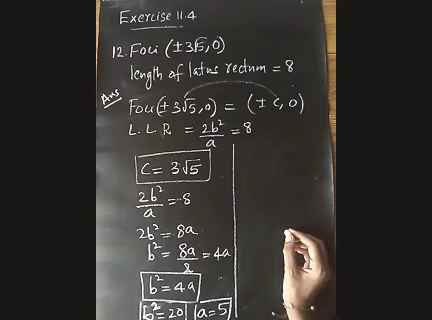 Exercise 11.4
12. Foci (±3√5, 0)
length of latus rectum = 8
Ans
Foci (±3√5, 0) = (± c, 0)
L. L. R. = 2b²/a = 8
C = 3√5
2b²/a = 8
2b² = 8a
b² = 8a/2 = 4a
b² = 4a
b² = 20 a = 5